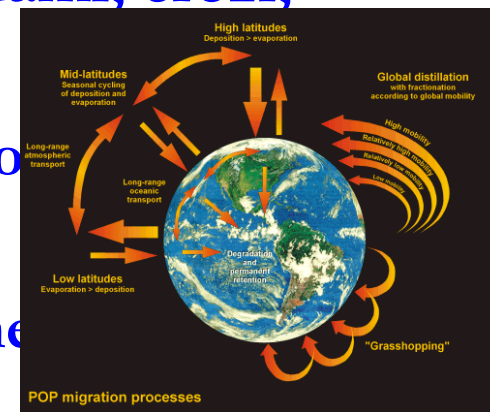 High latitudes
Deposition > evaporation
Mid-latitudes
Seasonal cycling
of deposition and
evaporation
Global distillation
with fractionation
according to global mobility
High mobility
Relatively high mobility
Relatively low mobility
Low mobility
Long-range
atmospheric
transport
Long-range
oceanic
transport
Degradation
and
permanent
retention
Low latitudes
Evaporation > deposition
"Grasshopping"
POP migration processes